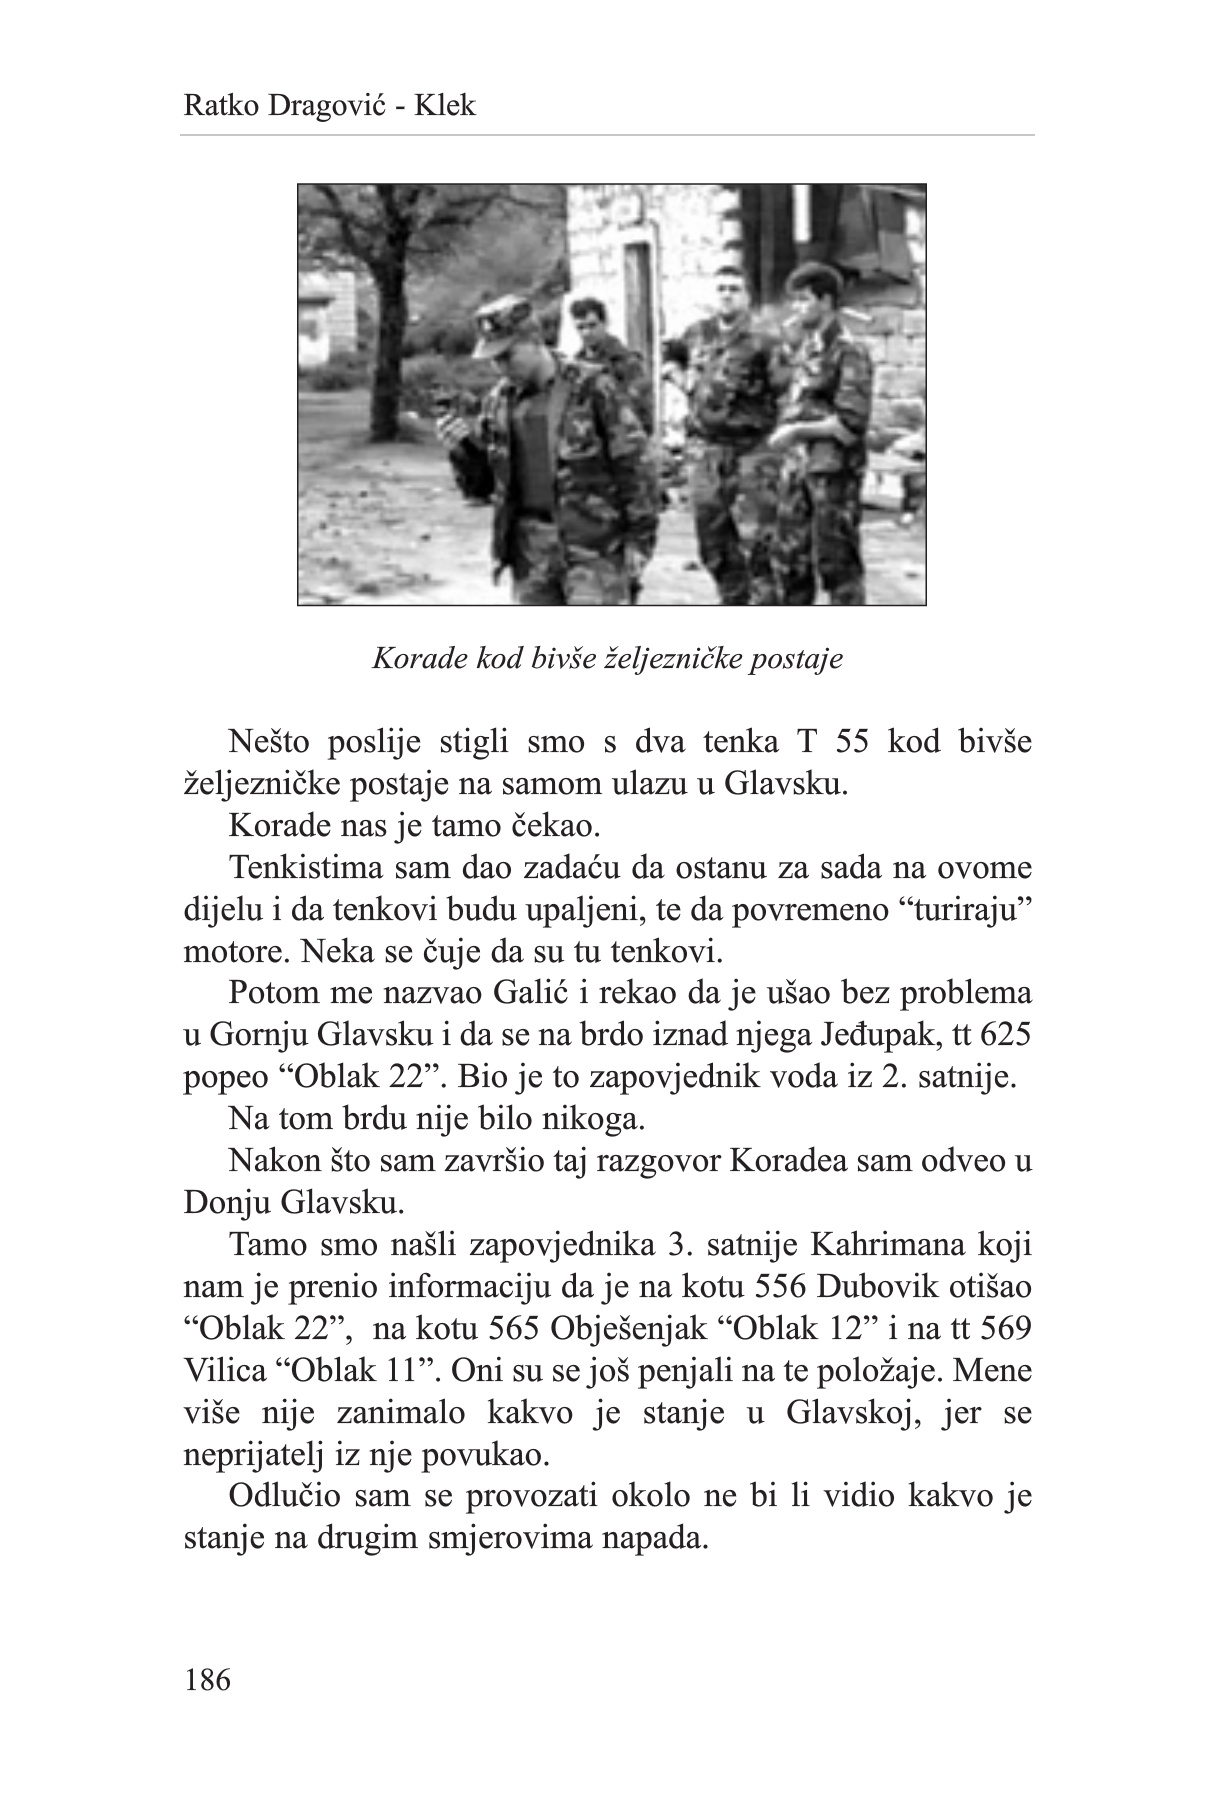 Ratko Dragović - Klek
Korade kod bivše željezničke postaje
Nešto poslije stigli smo s dva tenka T 55 kod bivše
željezničke postaje na samom ulazu u Glavsku.
Korade nas je tamo čekao.
Tenkistima sam dao zadaću da ostanu za sada na ovome
dijelu i da tenkovi budu upaljeni, te da povremeno “turiraju”
motore. Neka se čuje da su tu tenkovi.
Potom me nazvao Galić i rekao da je ušao bez problema
u Gornju Glavsku i da se na brdo iznad njega Jeđupak, tt 625
popeo “Oblak 22”. Bio je to zapovjednik voda iz 2. satnije.
Na tom brdu nije bilo nikoga.
Nakon što sam završio taj razgovor Koradea sam odveo u
Donju Glavsku.
Tamo smo našli zapovjednika 3. satnije Kahrimana koji
nam je prenio informaciju da je na kotu 556 Dubovik otišao
“Oblak 22”,  na kotu 565 Obješenjak “Oblak 12” i na tt 569
Vilica “Oblak 11”. Oni su se još penjali na te položaje. Mene
više nije zanimalo kakvo je stanje u Glavskoj, jer se
neprijatelj iz nje povukao.
Odlučio sam se provozati okolo ne bi li vidio kakvo je
stanje na drugim smjerovima napada.
186